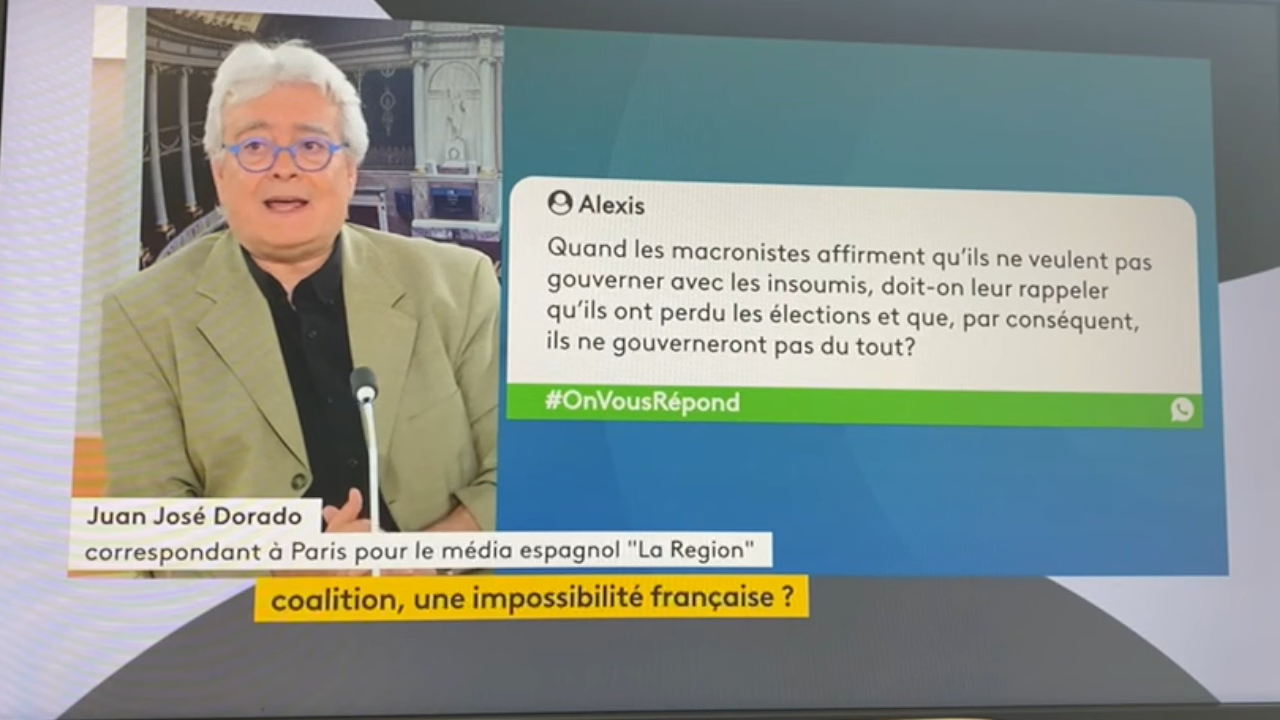 Alexis
Quand les macronistes affirment qu'ils ne veulent pas
gouverner avec les insoumis, doit-on leur rappeler
qu'ils ont perdu les élections et que, par conséquent,
ils ne gouverneront pas du tout?
#OnVousRépond
Juan José Dorado
correspondant à Paris pour le média espagnol "La Region"
coalition, une impossibilité française ?